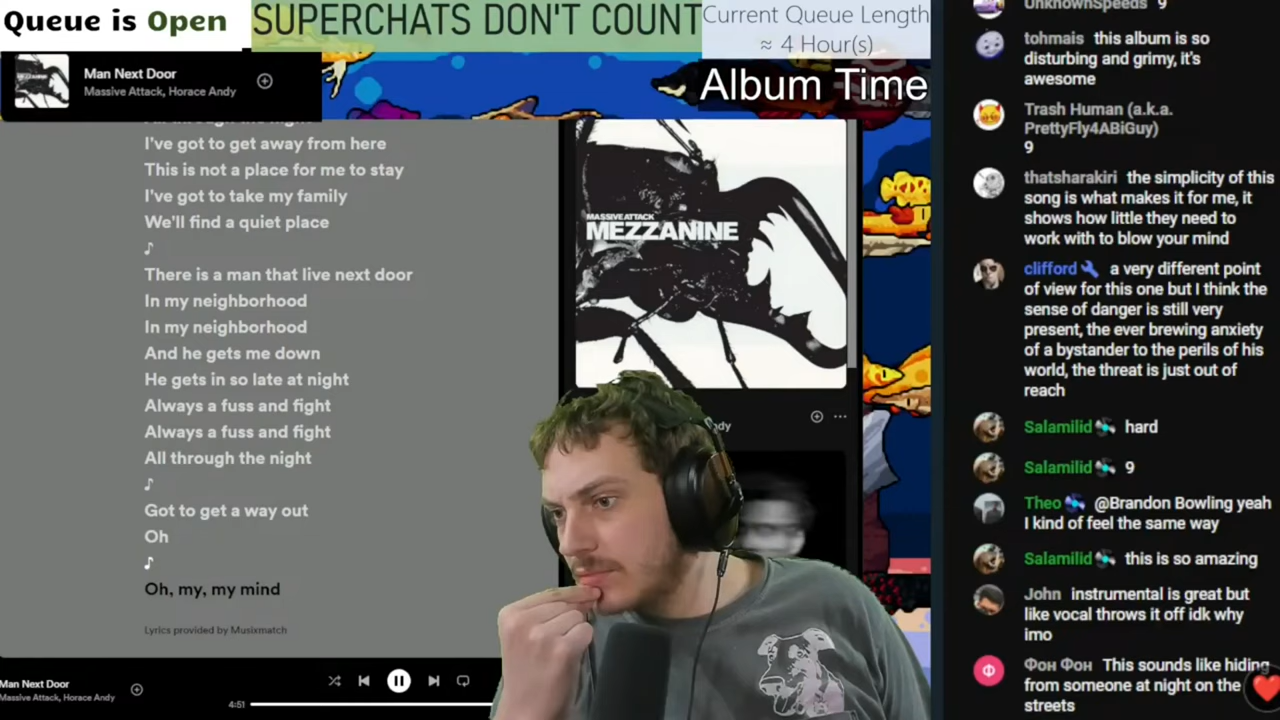 Queue is Open
SUPERCHATS DON'T COUNT
Current Queue Length
≈ 4 Hour(s)
Album Time
Man Next Door
Massive Attack, Horace Andy
I've got to get away from here
This is not a place for me to stay
I've got to take my family
We'll find a quiet place
♪
There is a man that live next door
In my neighborhood
In my neighborhood
And he gets me down
He gets in so late at night
Always a fuss and fight
Always a fuss and fight
All through the night
♪
Got to get a way out
Oh
♪
Oh, my, my mind
Lyrics provided by Musixmatch
MASSIVE ATTACK
MEZZANINE
Man Next Door
Massive Attack, Horace Andy
4:51
UnknownSpeeds 9
tohmais this album is so
disturbing and grimy, it's
awesome
Trash Human (a.k.a.
PrettyFly4ABiGuy)
9
thatsharakiri the simplicity of this
song is what makes it for me, it
shows how little they need to
work with to blow your mind
clifford a very different point
of view for this one but I think the
sense of danger is still very
present, the ever brewing anxiety
of a bystander to the perils of his
world, the threat is just out of
reach
Salamilid hard
Salamilid 9
Theo @Brandon Bowling yeah
I kind of feel the same way
Salamilid this is so amazing
John instrumental is great but
like vocal throws it off idk why
imo
Ф
Фон Фон This sounds like hiding
from someone at night on the
streets